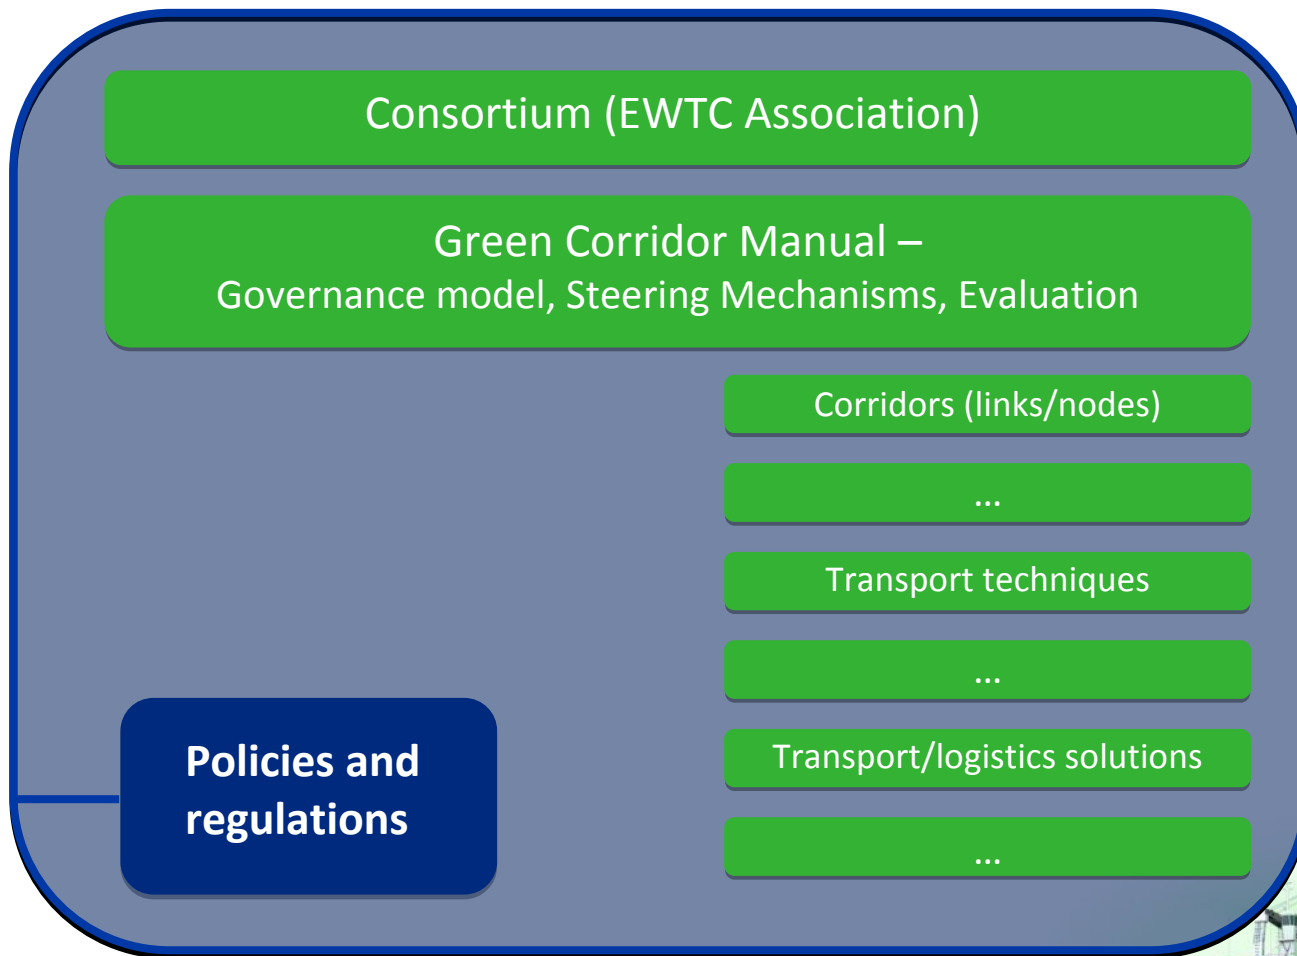 Consortium (EWTC Association)
Green Corridor Manual –
Governance model, Steering Mechanisms, Evaluation
Corridors (links/nodes)
...
Transport techniques
...
Transport/logistics solutions
...
Policies and
regulations